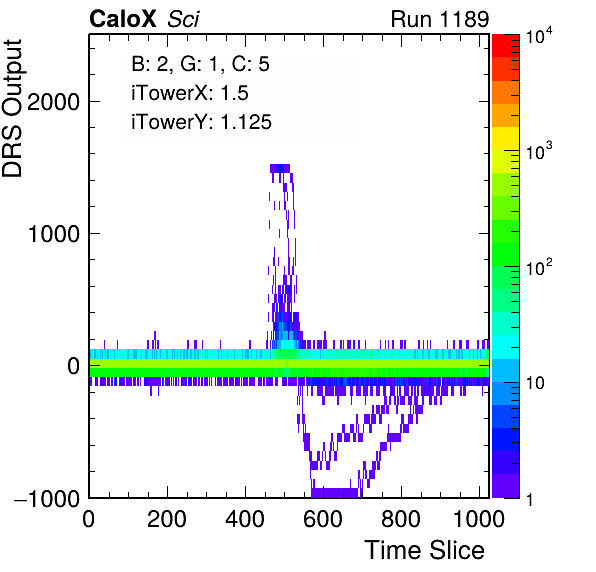 CaloX Sci Run 1189
DRS Output
B: 2, G: 1, C: 5
iTowerX: 1.5
iTowerY: 1.125
2000
1000
0
−1000
0 200 400 600 800 1000
Time Slice
10^4
10^3
10^2
10
1